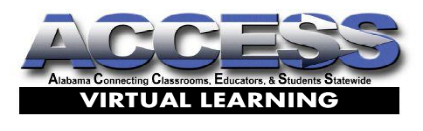 ACCESS
Alabama Connecting Classrooms, Educators, & Students Statewide
VIRTUAL LEARNING